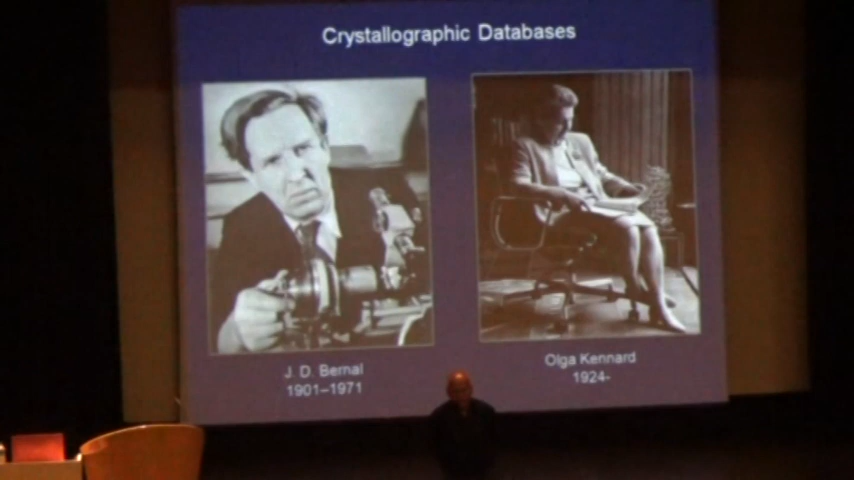 Crystallographic Databases
J. D. Bernal
1901–1971
Olga Kennard
1924-